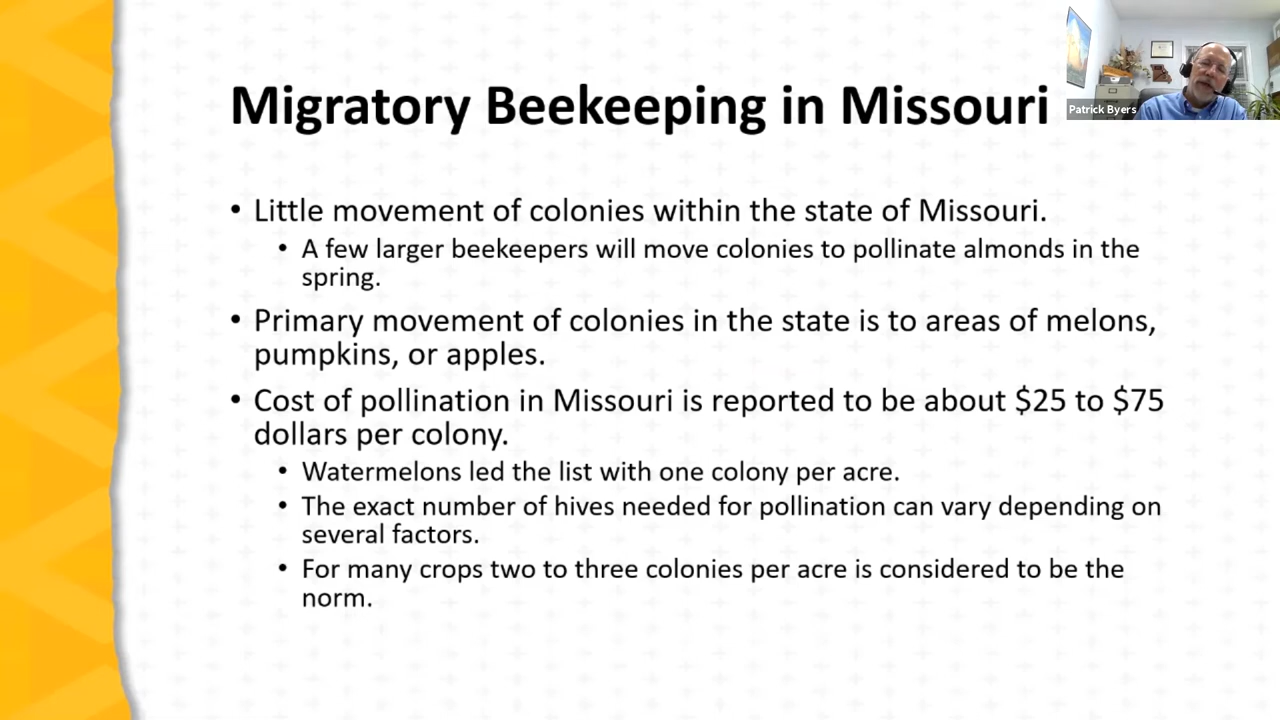 Migratory Beekeeping in Missouri
Patrick Byers
• Little movement of colonies within the state of Missouri.
• A few larger beekeepers will move colonies to pollinate almonds in the
spring.
• Primary movement of colonies in the state is to areas of melons,
pumpkins, or apples.
• Cost of pollination in Missouri is reported to be about $25 to $75
dollars per colony.
• Watermelons led the list with one colony per acre.
• The exact number of hives needed for pollination can vary depending on
several factors.
• For many crops two to three colonies per acre is considered to be the
norm.